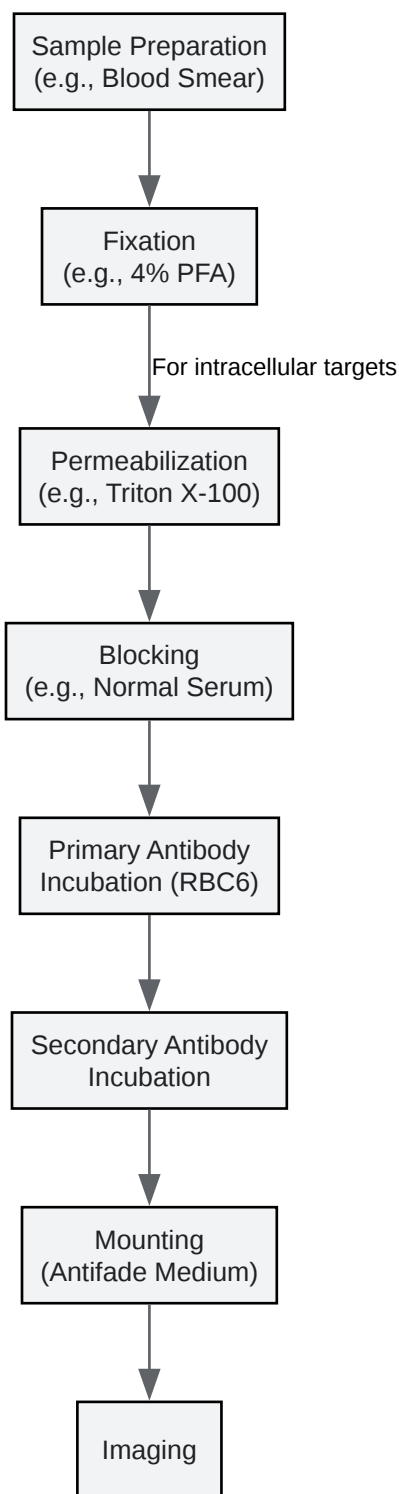 Sample Preparation
(e.g., Blood Smear)
Fixation
(e.g., 4% PFA)
For intracellular targets
Permeabilization
(e.g., Triton X-100)
Blocking
(e.g., Normal Serum)
Primary Antibody
Incubation (RBC6)
Secondary Antibody
Incubation
Mounting
(Antifade Medium)
Imaging